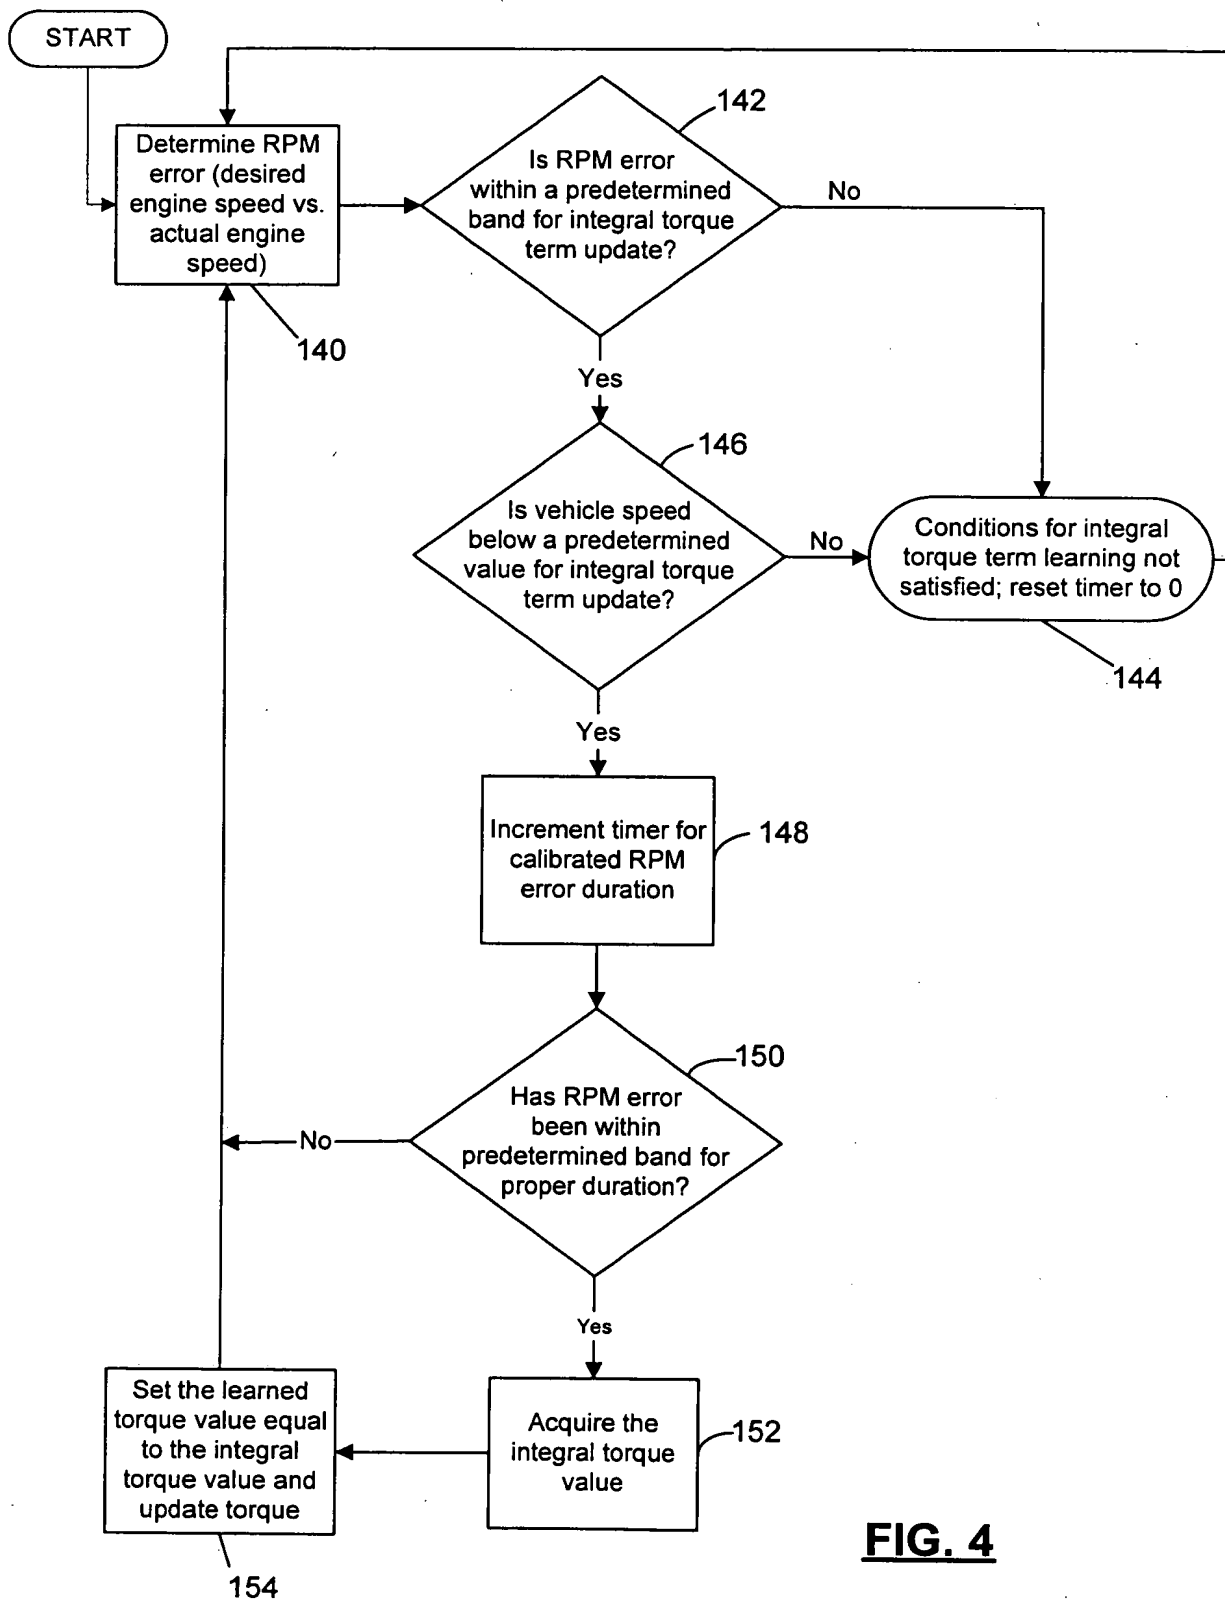 START
Determine RPM
error (desired
engine speed vs.
actual engine
speed)
140
142
Is RPM error
within a predetermined
band for integral torque
term update?
No
Yes
146
Is vehicle speed
below a predetermined
value for integral torque
term update?
No
Conditions for integral
torque term learning not
satisfied; reset timer to 0
144
Yes
Increment timer for
calibrated RPM
error duration
148
150
Has RPM error
been within
predetermined band for
proper duration?
No
Yes
Acquire the
integral torque
value
152
Set the learned
torque value equal
to the integral
torque value and
update torque
154
FIG. 4